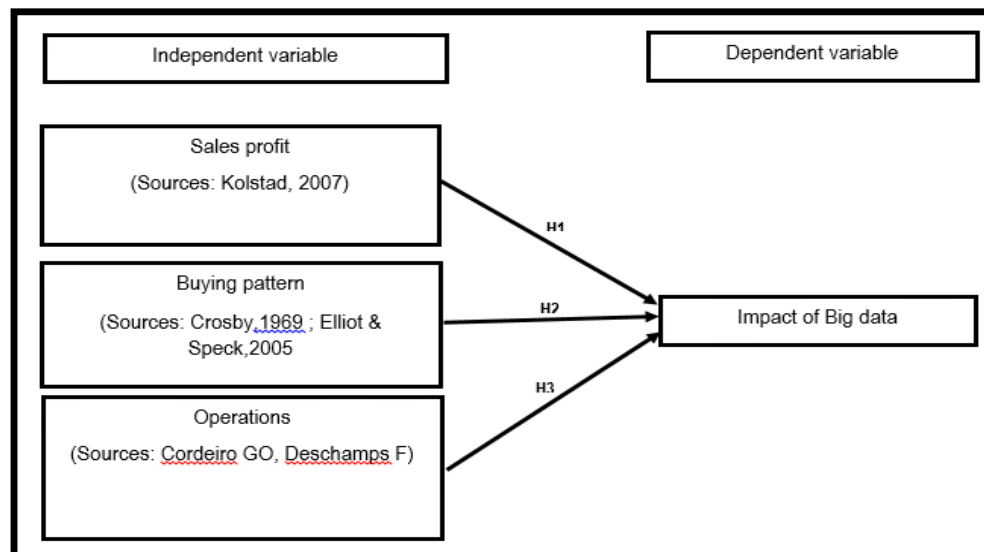 Independent variable
Dependent variable
Sales profit
(Sources: Kolstad, 2007)
H1
Buying pattern
(Sources: Crosby,1969 ; Elliot &
Speck,2005
H2
Impact of Big data
Operations
(Sources: Cordeiro GO, Deschamps F)
H3